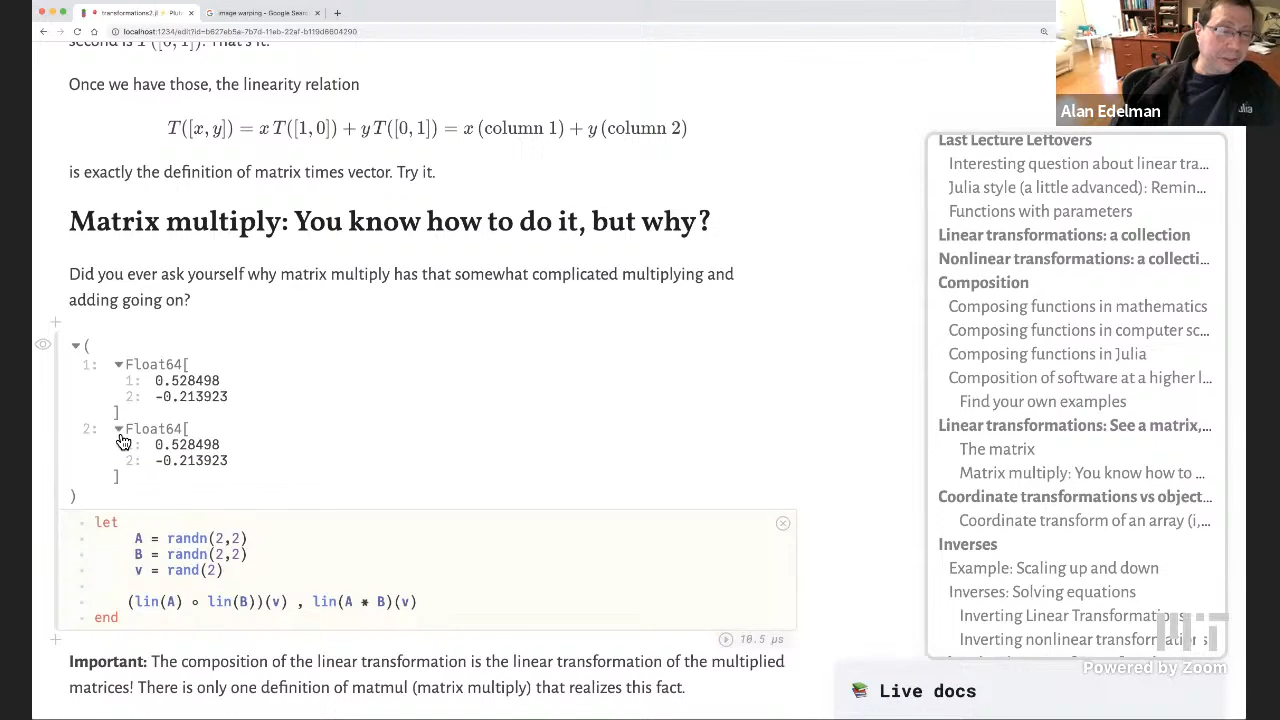 transformations2.jl ⚡ Plut
image warping - Google Sear
localhost:1234/edit?id=b627eb5a-7b7d-11eb-22af-b119d6604290
second is T([0, 1]). That's it.
Once we have those, the linearity relation
T([x, y]) = x T([1, 0]) + y T([0, 1]) = x (column 1) + y (column 2)
is exactly the definition of matrix times vector. Try it.
Matrix multiply: You know how to do it, but why?
Did you ever ask yourself why matrix multiply has that somewhat complicated multiplying and
adding going on?
(
1: Float64[
1: 0.528498
2: -0.213923
]
2: Float64[
: 0.528498
2: -0.213923
]
)
let
A = randn(2,2)
B = randn(2,2)
v = rand(2)
(lin(A) ∘ lin(B))(v) , lin(A * B)(v)
end
10.5 μs
Important: The composition of the linear transformation is the linear transformation of the multiplied
matrices! There is only one definition of matmul (matrix multiply) that realizes this fact.
Alan Edelman
julia
Last Lecture Leftovers
Interesting question about linear tra...
Julia style (a little advanced): Remin...
Functions with parameters
Linear transformations: a collection
Nonlinear transformations: a collecti...
Composition
Composing functions in mathematics
Composing functions in computer sc...
Composing functions in Julia
Composition of software at a higher l...
Find your own examples
Linear transformations: See a matrix,...
The matrix
Matrix multiply: You know how to ...
Coordinate transformations vs object...
Coordinate transform of an array (i,...
Inverses
Example: Scaling up and down
Inverses: Solving equations
Inverting Linear Transformations
Inverting nonlinear transformations
MIT
Powered by Zoom
Live docs